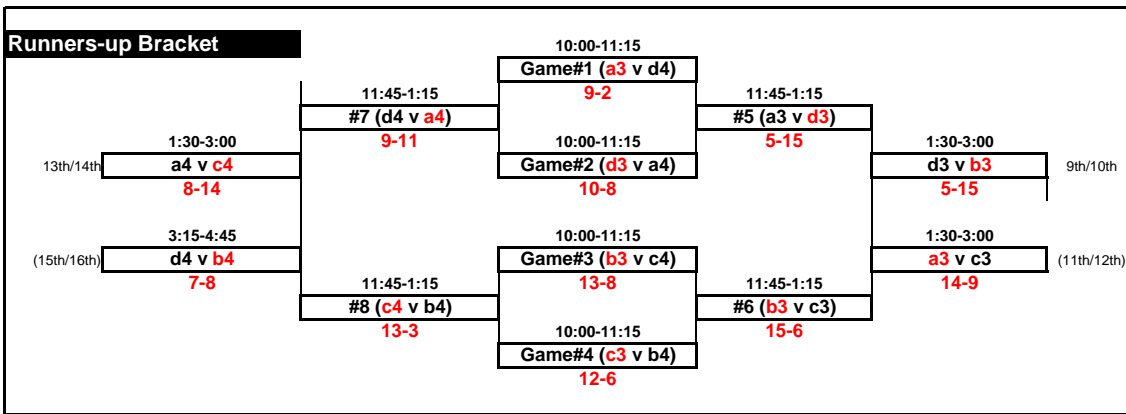 Runners-up Bracket
10:00-11:15
Game#1 (a3 v d4)
9-2
11:45-1:15
#7 (d4 v a4)
9-11
11:45-1:15
#5 (a3 v d3)
5-15
1:30-3:00
13th/14th
a4 v c4
8-14
10:00-11:15
Game#2 (d3 v a4)
10-8
1:30-3:00
d3 v b3
9th/10th
5-15
3:15-4:45
(15th/16th)
d4 v b4
7-8
10:00-11:15
Game#3 (b3 v c4)
13-8
1:30-3:00
a3 v c3
(11th/12th)
14-9
11:45-1:15
#8 (c4 v b4)
13-3
11:45-1:15
#6 (b3 v c3)
15-6
10:00-11:15
Game#4 (c3 v b4)
12-6